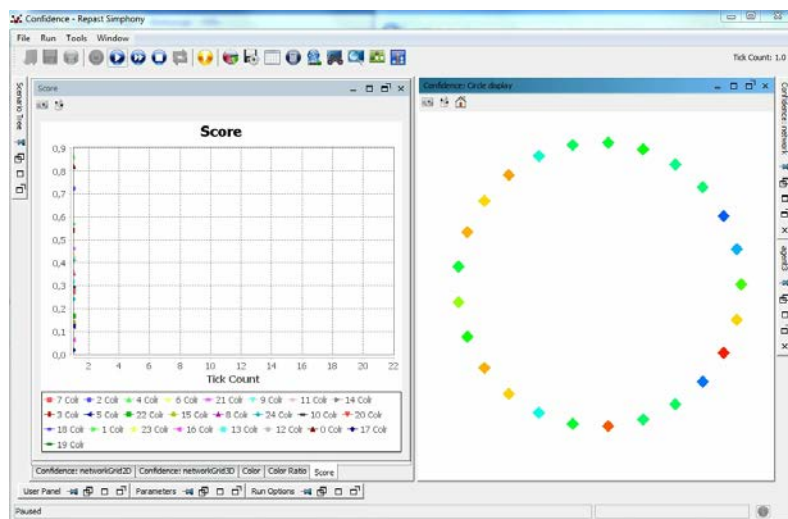 Confidence - Repast Simphony
File Run Tools Window
Tick Count: 1.0
Scenario Tree
Score
Score
0,9
0,8
0,7
0,6
0,5
0,4
0,3
0,2
0,1
0,0
2 4 6 8 10 12 14 16 18 20 22
Tick Count
7 Colr 2 Colr 4 Colr 6 Colr 21 Colr 9 Colr 11 Colr 14 Colr
3 Colr 5 Colr 22 Colr 15 Colr 8 Colr 24 Colr 10 Colr 20 Colr
18 Colr 1 Colr 23 Colr 16 Colr 13 Colr 12 Colr 0 Colr 17 Colr
19 Colr
Confidence: networkGrid2D Confidence: networkGrid3D Color Color Ratio Score
Confidence: Circle display
Confidence: network
agent3
User Panel Parameters Run Options
Paused